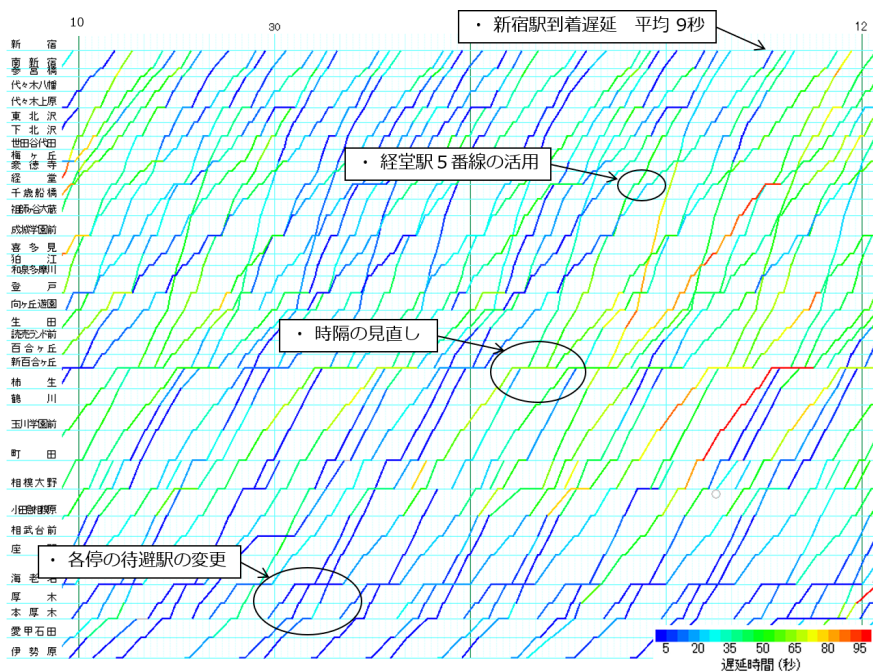 10
30
12
・ 新宿駅到着遅延　平均 9秒
新宿
南新宿
参宮橋
代々木八幡
代々木上原
東北沢
下北沢
世田谷代田
梅ヶ丘
豪徳寺
経堂
・ 経堂駅５番線の活用
千歳船橋
祖師ヶ谷大蔵
成城学園前
喜多見
狛江
和泉多摩川
登戸
向ヶ丘遊園
生田
・ 時隔の見直し
読売ランド前
百合ヶ丘
新百合ヶ丘
柿生
鶴川
玉川学園前
町田
相模大野
小田急相模原
相武台前
座
・ 各停の待避駅の変更
海老名
厚木
本厚木
愛甲石田
伊勢原
5 20 35 50 65 80 95
遅延時間 (秒)